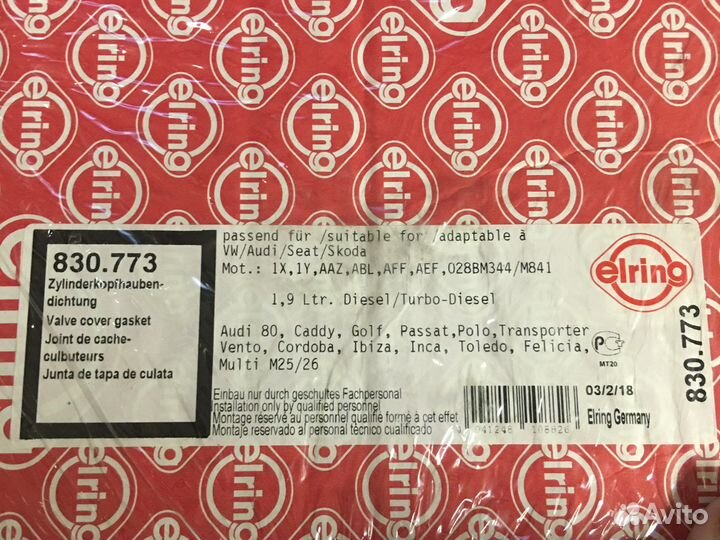 830.773
Zylinderkopfhauben-
dichtung
Valve cover gasket
Joint de cache-
culbuteurs
Junta de tapa de culata
passend für /suitable for /adaptable à
VW/Audi/Seat/Skoda
Mot.: 1X,1Y,AAZ,ABL,AFF,AEF,028BM344/M841
1,9 Ltr. Diesel/Turbo-Diesel
Audi 80, Caddy, Golf, Passat,Polo,Transporter
Vento, Cordoba, Ibiza, Inca, Toledo, Felicia,
Multi M25/26
MT20
elring
830.773
Einbau nur durch geschultes Fachpersonal
Installation only by qualified personnel
Montage réservé au personnel qualifié formé à cet effet
Montaje reservado al personal técnico cualificado
041248 108826
03/2/18
Elring Germany
Avito